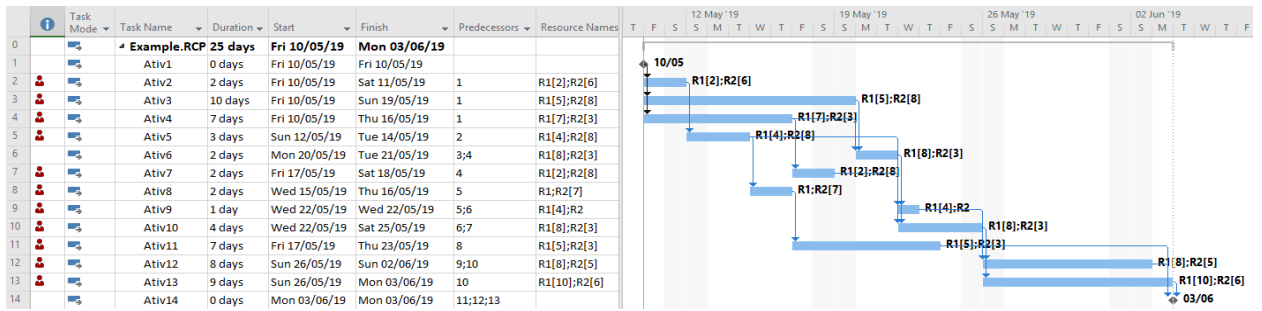 Task Mode Task Name Duration Start Finish Predecessors Resource Names
12 May '19 19 May '19 26 May '19 02 Jun '19
T F S S M T W T F S S M T W T F S S M T W T F S S M T W T F
0 Example.RCP 25 days Fri 10/05/19 Mon 03/06/19
1 Ativ1 0 days Fri 10/05/19 Fri 10/05/19 10/05
2 Ativ2 2 days Fri 10/05/19 Sat 11/05/19 1 R1[2];R2[6] R1[2];R2[6]
3 Ativ3 10 days Fri 10/05/19 Sun 19/05/19 1 R1[5];R2[8] R1[5];R2[8]
4 Ativ4 7 days Fri 10/05/19 Thu 16/05/19 1 R1[7];R2[3] R1[7];R2[3]
5 Ativ5 3 days Sun 12/05/19 Tue 14/05/19 2 R1[4];R2[8] R1[4];R2[8]
6 Ativ6 2 days Mon 20/05/19 Tue 21/05/19 3;4 R1[8];R2[3] R1[8];R2[3]
7 Ativ7 2 days Fri 17/05/19 Sat 18/05/19 4 R1[2];R2[8] R1[2];R2[8]
8 Ativ8 2 days Wed 15/05/19 Thu 16/05/19 5 R1;R2[7] R1;R2[7]
9 Ativ9 1 day Wed 22/05/19 Wed 22/05/19 5;6 R1[4];R2 R1[4];R2
10 Ativ10 4 days Wed 22/05/19 Sat 25/05/19 6;7 R1[8];R2[3] R1[8];R2[3]
11 Ativ11 7 days Fri 17/05/19 Thu 23/05/19 8 R1[5];R2[3] R1[5];R2[3]
12 Ativ12 8 days Sun 26/05/19 Sun 02/06/19 9;10 R1[8];R2[5] R1[8];R2[5]
13 Ativ13 9 days Sun 26/05/19 Mon 03/06/19 10 R1[10];R2[6] R1[10];R2[6]
14 Ativ14 0 days Mon 03/06/19 Mon 03/06/19 11;12;13 03/06